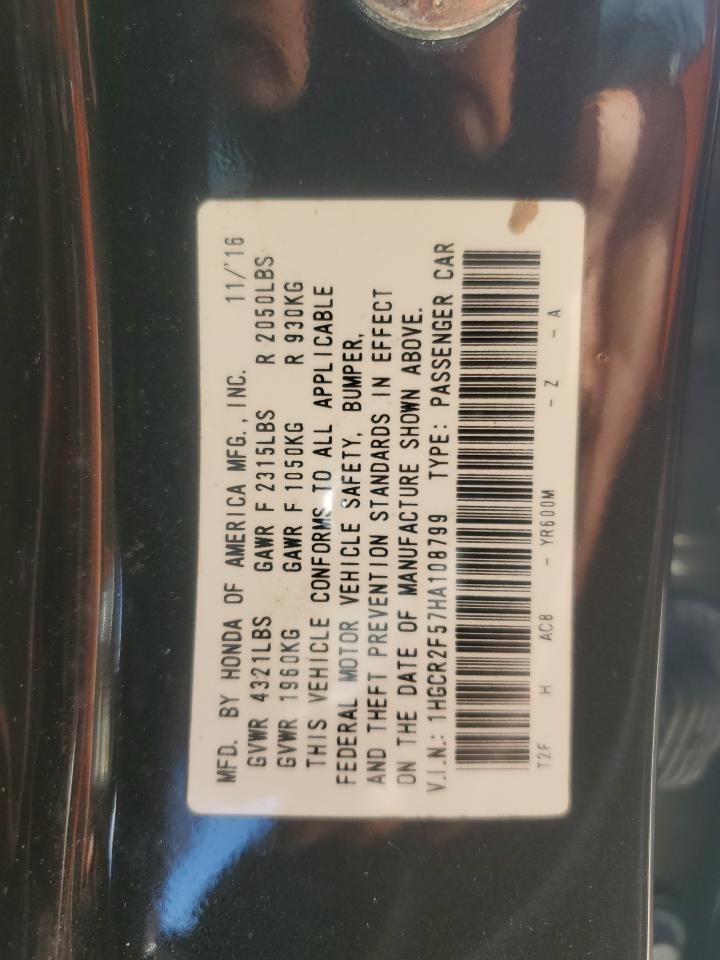 MFD. BY HONDA OF AMERICA MFG., INC. 11/'16
GVWR 4321LBS GAWR F 2315LBS R 2050LBS
GVWR 1960KG GAWR F 1050KG R 930KG
THIS VEHICLE CONFORMS TO ALL APPLICABLE
FEDERAL MOTOR VEHICLE SAFETY, BUMPER,
AND THEFT PREVENTION STANDARDS IN EFFECT
ON THE DATE OF MANUFACTURE SHOWN ABOVE.
V.I.N.: 1HGCR2F57HA108799 TYPE: PASSENGER CAR
T2F H AC8 - YR600M - Z - A